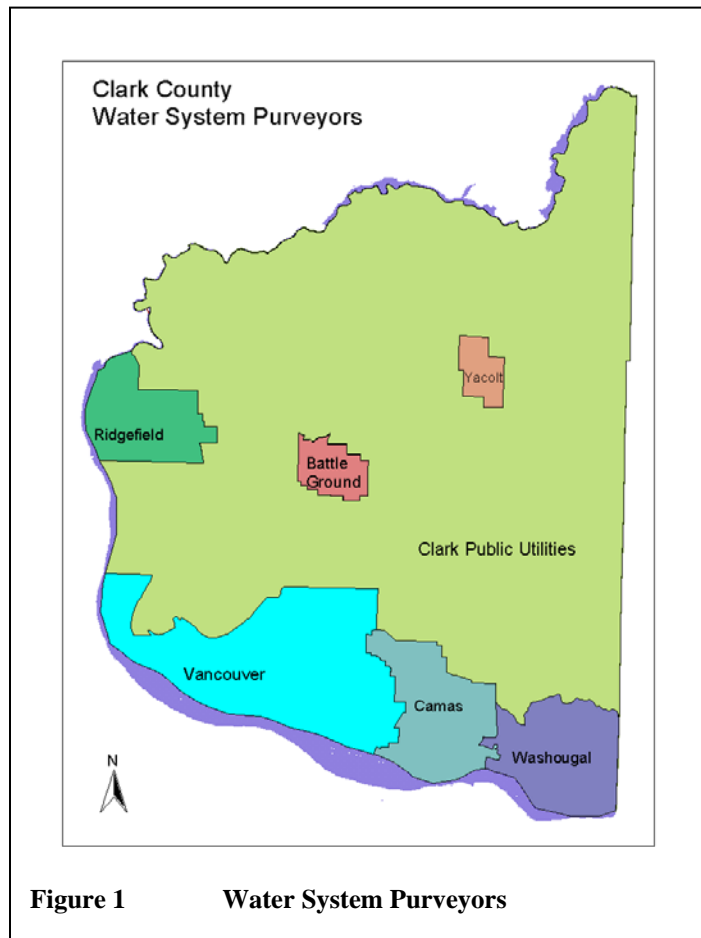 Clark County
Water System Purveyors
Yacolt
Ridgefield
Battle
Ground
Clark Public Utilities
Vancouver
Camas
Washougal
N
Figure 1 Water System Purveyors